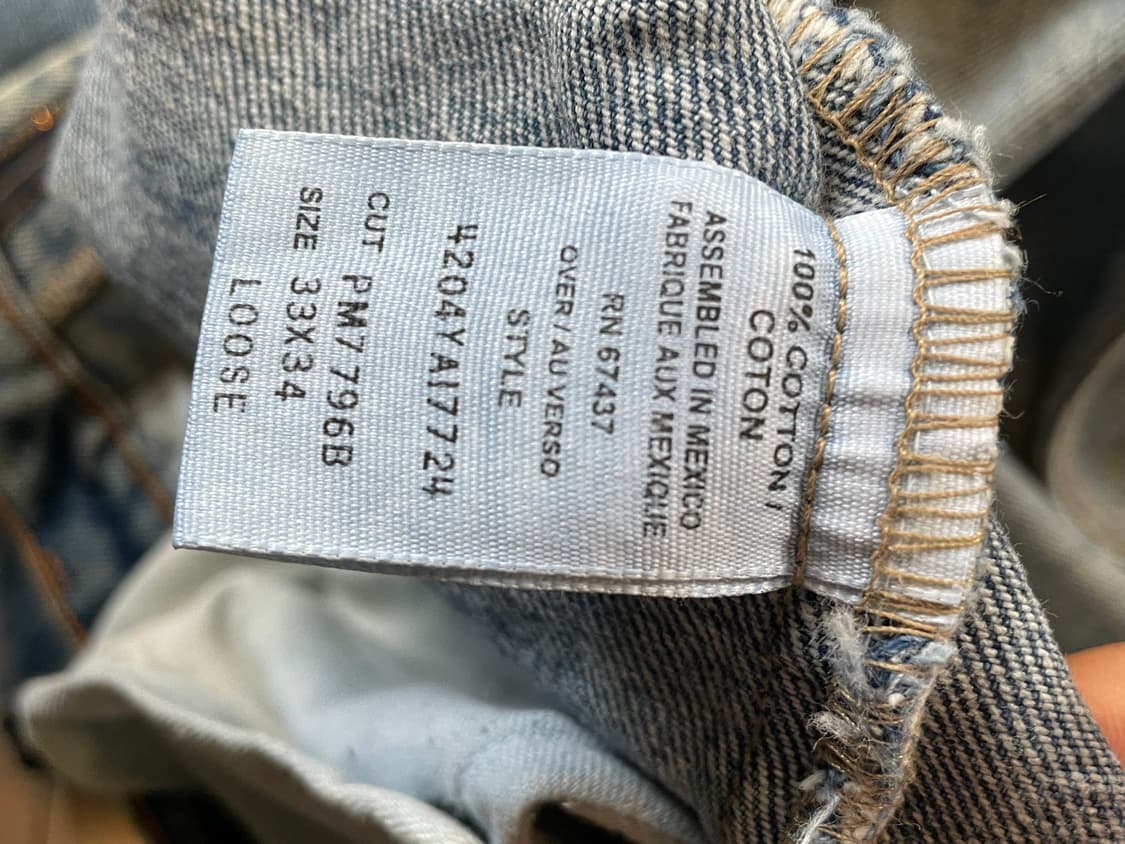 100% COTTON /
COTON
ASSEMBLED IN MEXICO
FABRIQUE AUX MEXIQUE
RN 67437
OVER / AU VERSO
STYLE
4204YAI7724
CUT PM77796B
SIZE 33X34
LOOSE